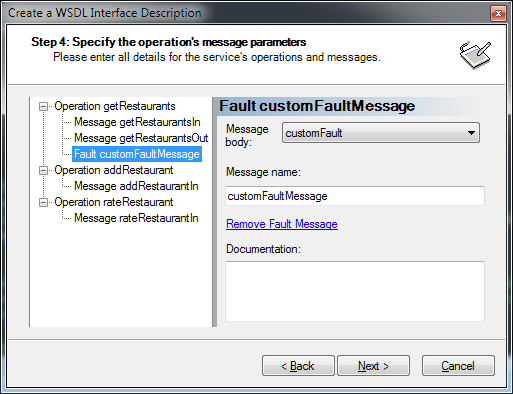 Create a WSDL Interface Description
Step 4: Specify the operation's message parameters
Please enter all details for the service's operations and messages.
Operation getRestaurants
Message getRestaurantsIn
Message getRestaurantsOut
Fault customFaultMessage
Operation addRestaurant
Message addRestaurantIn
Operation rateRestaurant
Message rateRestaurantIn
Fault customFaultMessage
Message
body:
customFault
Message name:
customFaultMessage
Remove Fault Message
Documentation:
< Back
Next >
Cancel